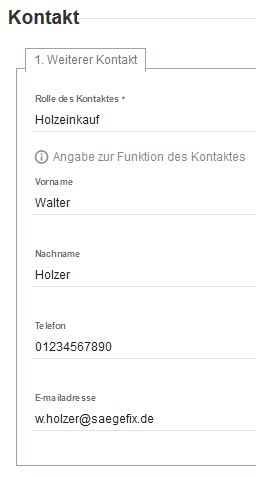 Kontakt
1. Weiterer Kontakt
Rolle des Kontaktes *
Holzeinkauf
Angabe zur Funktion des Kontaktes
Vorname
Walter
Nachname
Holzer
Telefon
01234567890
E-mailadresse
w.holzer@saegefix.de